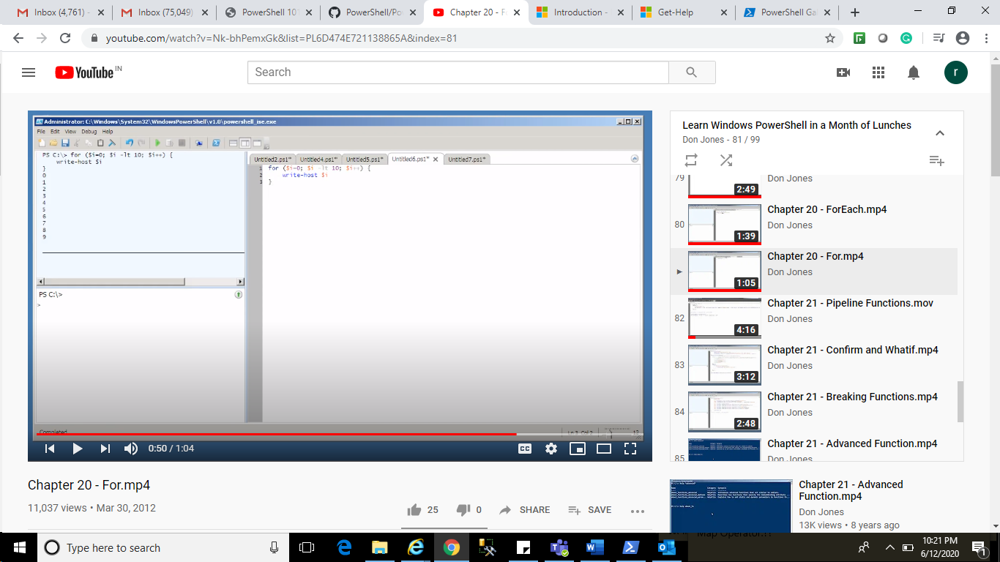 Inbox (4,761) -
Inbox (75,049)
PowerShell 101
PowerShell/Po
Chapter 20 - F
Introduction -
Get-Help
PowerShell Ga
youtube.com/watch?v=Nk-bhPemxGk&list=PL6D474E721138865A&index=81
YouTube IN
Search
r
Administrator: C:\Windows\System32\WindowsPowerShell\v1.0\powershell_ise.exe
File Edit View Debug Help
PS C:\> for ($i=0; $i -lt 10; $i++) {
write-host $i
}
0
1
2
3
4
5
6
7
8
9
PS C:\>
>
Untitled2.ps1* Untitled4.ps1* Untitled5.ps1* Untitled6.ps1* Untitled7.ps1*
1 for ($i=0; $i -lt 10; $i++) {
2 write-host $i
3 }
Completed
Ln 3 Col 2
12
0:50 / 1:04
CC
Chapter 20 - For.mp4
11,037 views • Mar 30, 2012
25
0
SHARE
SAVE
Learn Windows PowerShell in a Month of Lunches
Don Jones - 81 / 99
79
2:49
Don Jones
80
1:39
Chapter 20 - ForEach.mp4
Don Jones
1:05
Chapter 20 - For.mp4
Don Jones
82
4:16
Chapter 21 - Pipeline Functions.mov
Don Jones
83
3:12
Chapter 21 - Confirm and Whatif.mp4
Don Jones
84
2:48
Chapter 21 - Breaking Functions.mp4
Don Jones
85
Chapter 21 - Advanced Function.mp4
Don Jones
Chapter 21 - Advanced
Function.mp4
Don Jones
13K views • 8 years ago
Type here to search
10:21 PM
6/12/2020
1